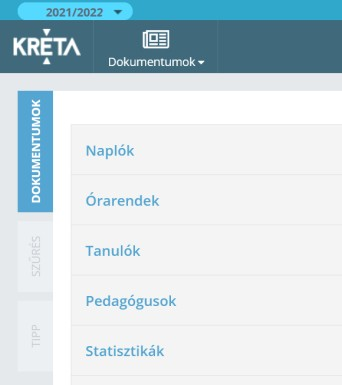 2021/2022
KRÉTA
Dokumentumok
DOKUMENTUMOK
SZŰRÉS
TIPP
Naplók
Órarendek
Tanulók
Pedagógusok
Statisztikák